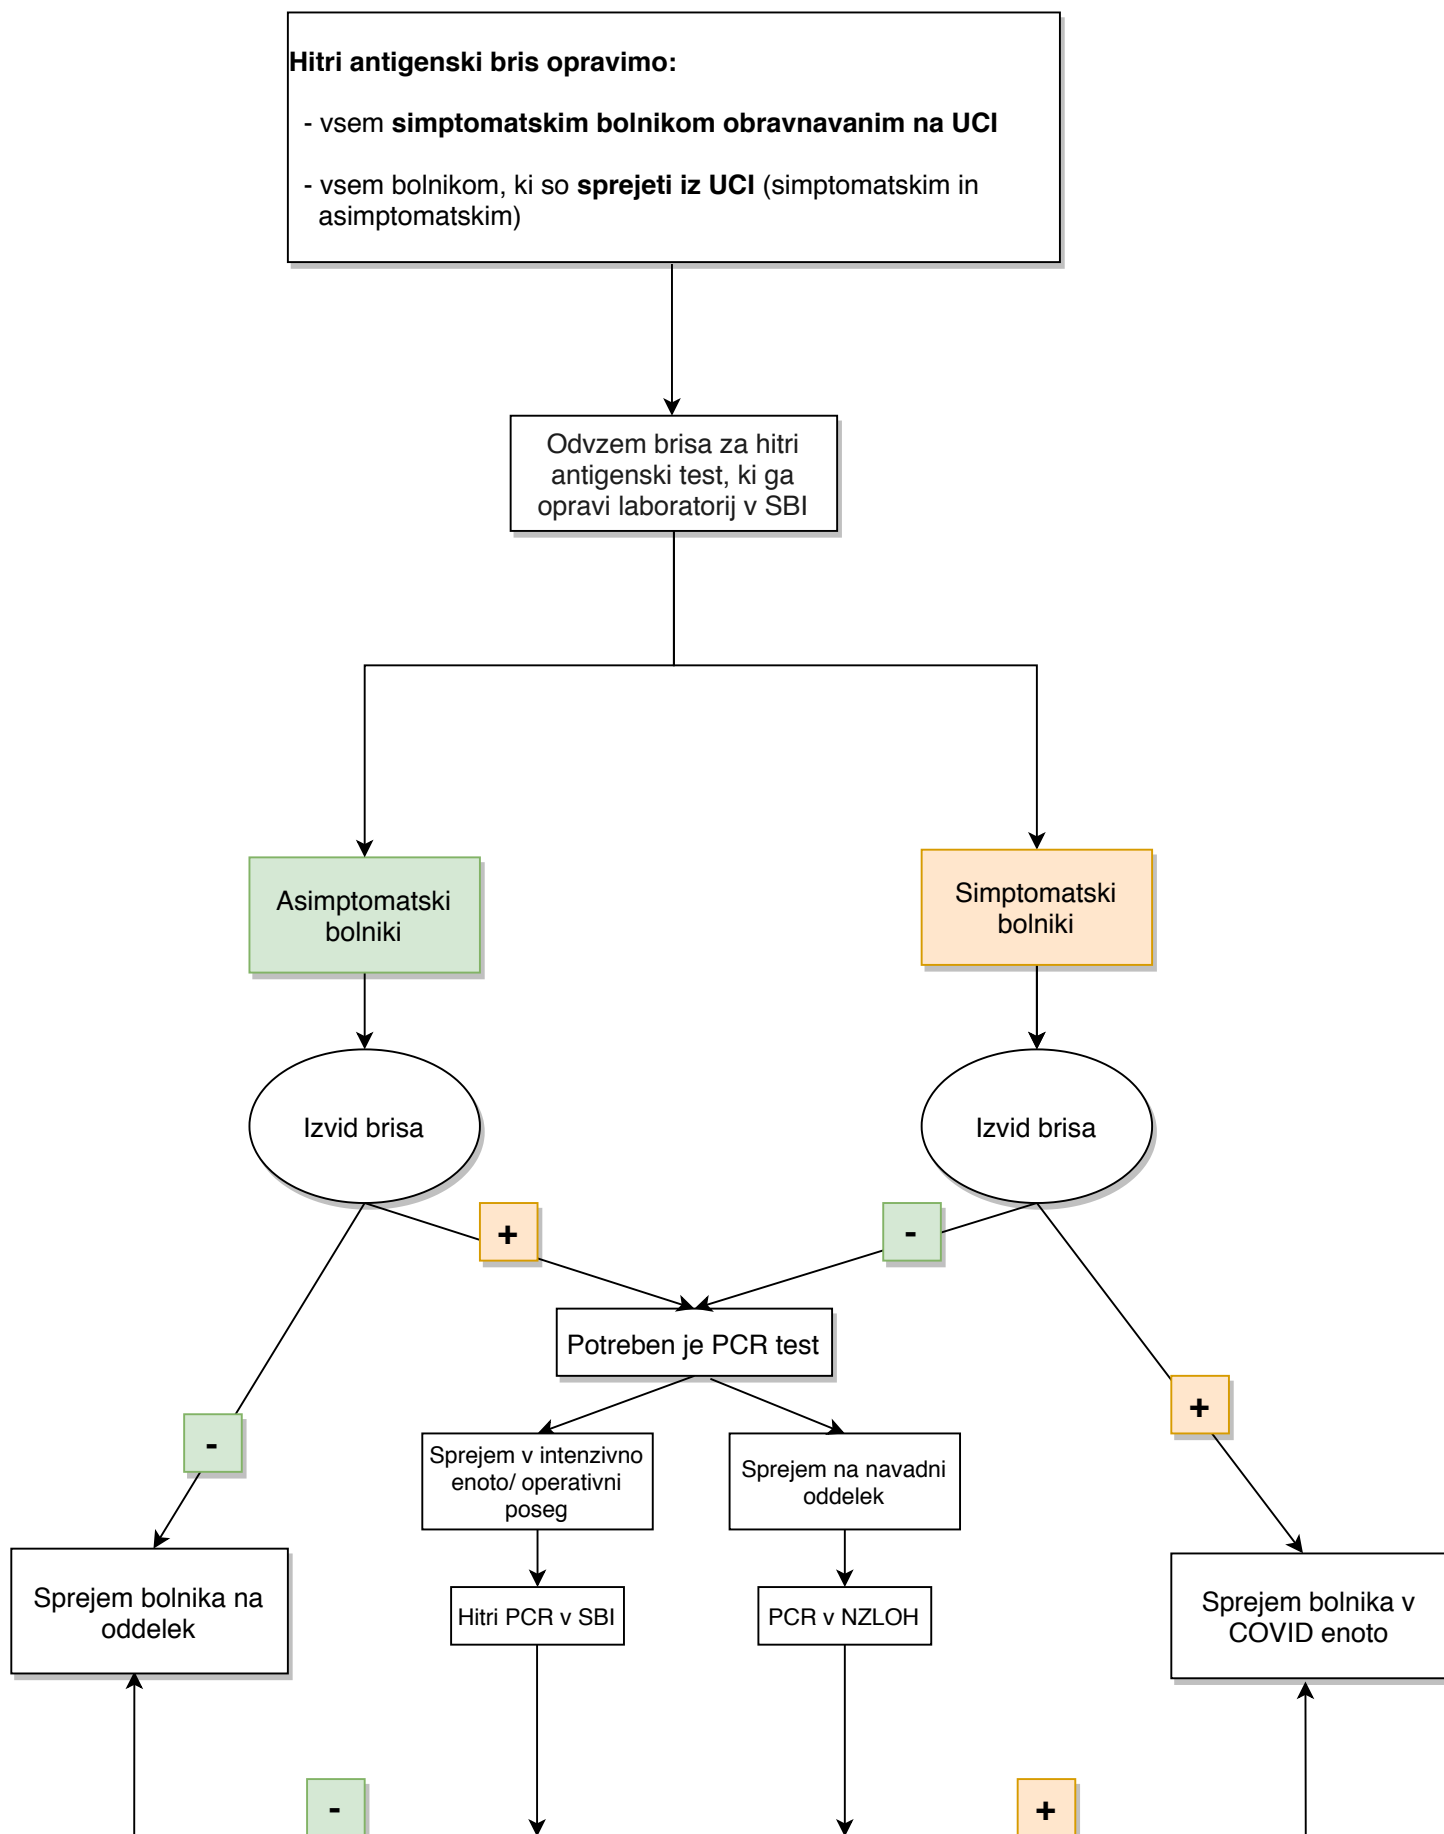 Hitri antigenski bris opravimo:
- vsem simptomatskim bolnikom obravnavanim na UCI
- vsem bolnikom, ki so sprejeti iz UCI (simptomatskim in
asimptomatskim)
Odvzem brisa za hitri
antigenski test, ki ga
opravi laboratorij v SBI
Asimptomatski
bolniki
Simptomatski
bolniki
Izvid brisa
Izvid brisa
+
-
Potreben je PCR test
+
-
Sprejem v intenzivno
enoto/ operativni
poseg
Sprejem na navadni
oddelek
Sprejem bolnika na
oddelek
Hitri PCR v SBI
PCR v NZLOH
Sprejem bolnika v
COVID enoto
-
+